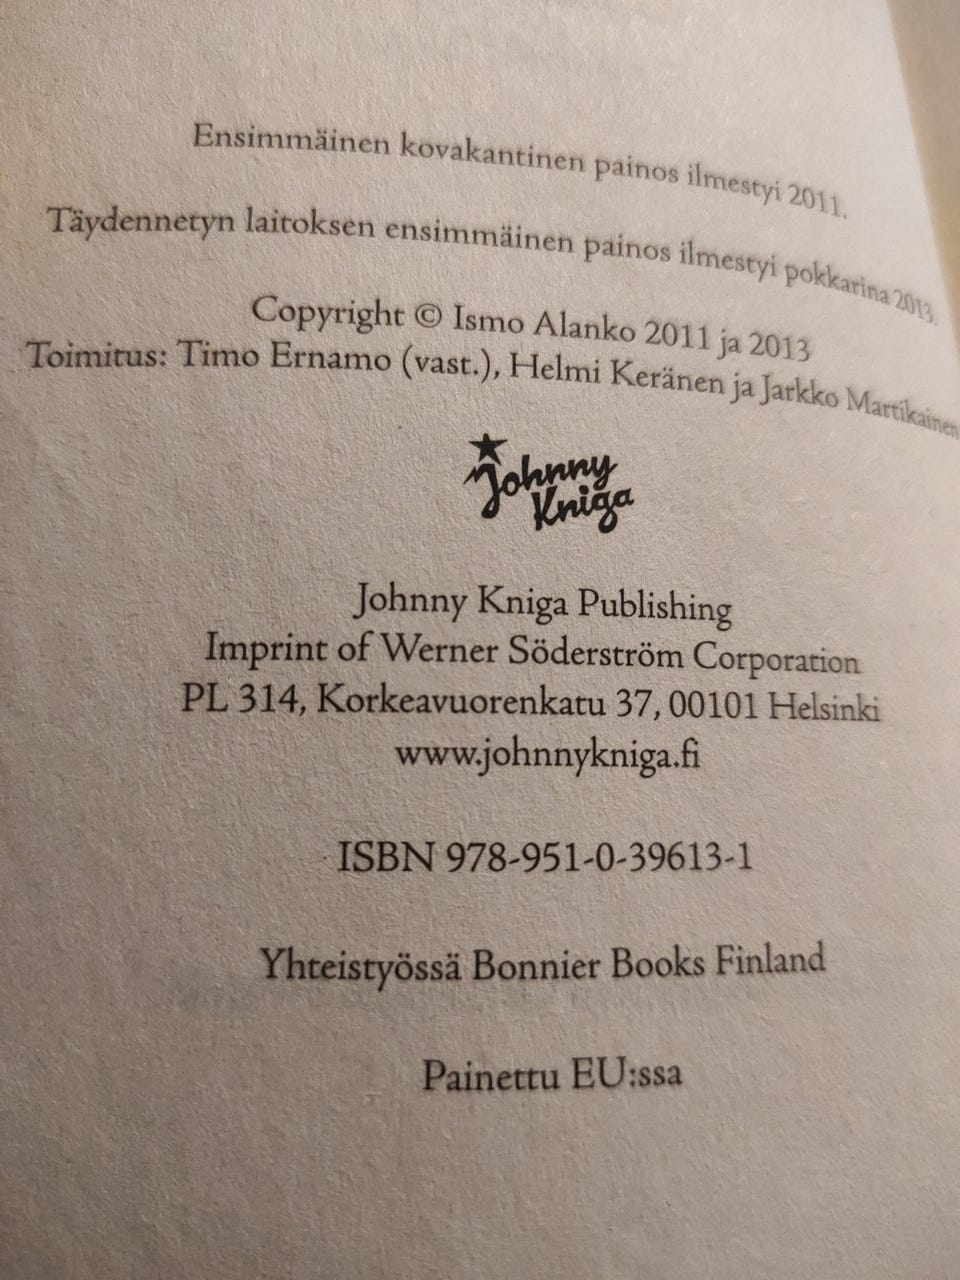 Ensimmäinen kovakantinen painos ilmestyi 2011.
Täydennetyn laitoksen ensimmäinen painos ilmestyi pokkarina 2013.
Copyright © Ismo Alanko 2011 ja 2013
Toimitus: Timo Ernamo (vast.), Helmi Keränen ja Jarkko Martikainen
Johnny
Kniga
Johnny Kniga Publishing
Imprint of Werner Söderström Corporation
PL 314, Korkeavuorenkatu 37, 00101 Helsinki
www.johnnykniga.fi
ISBN 978-951-0-39613-1
Yhteistyössä Bonnier Books Finland
Painettu EU:ssa